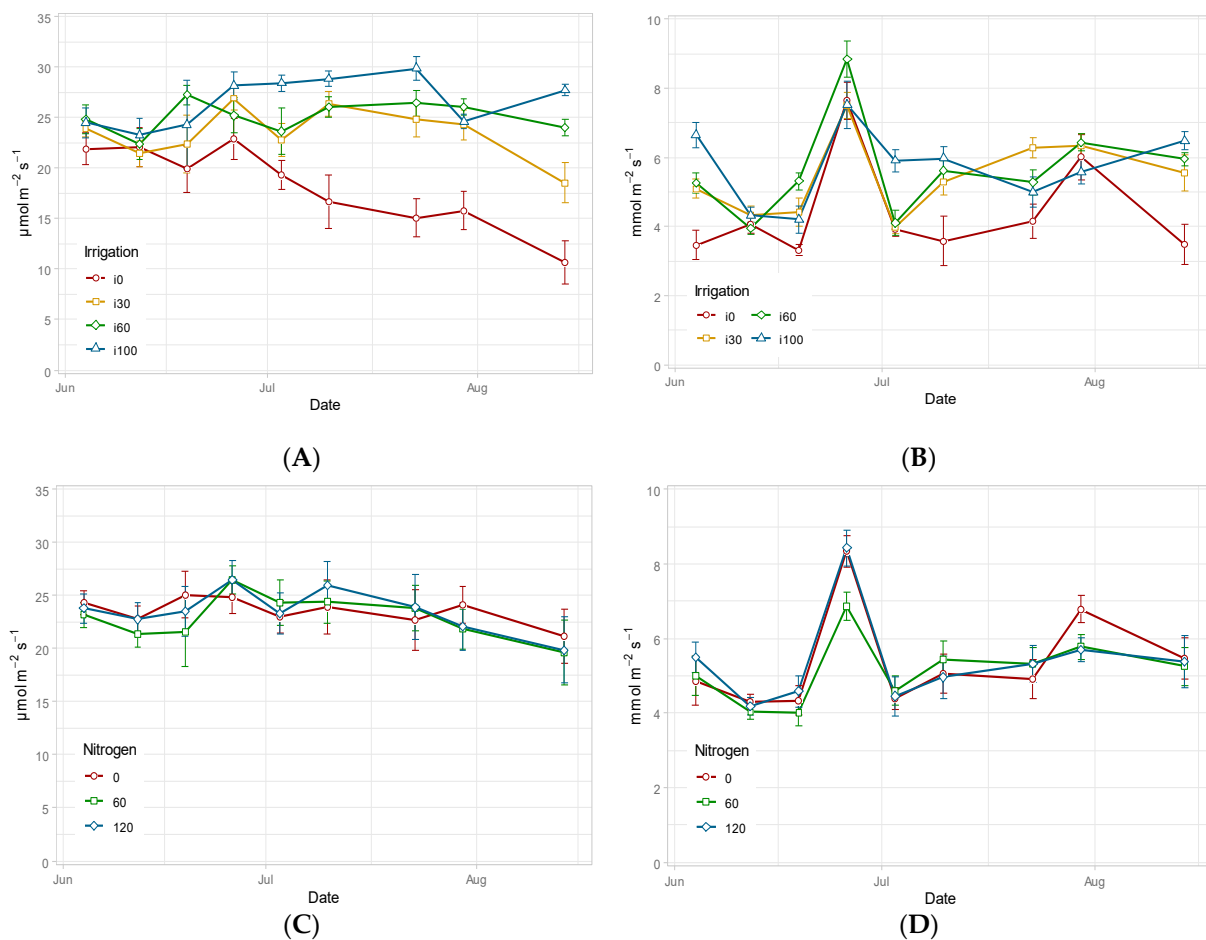 35
30
25
20
15
10
5
0
µmol m⁻² s⁻¹
Irrigation
i0
i30
i60
i100
Jun
Jul
Aug
Date
(A)
10
8
6
4
2
0
mmol m⁻² s⁻¹
Irrigation
i0 i60
i30 i100
Jun
Jul
Aug
Date
(B)
35
30
25
20
15
10
5
0
µmol m⁻² s⁻¹
Nitrogen
0
60
120
Jun
Jul
Aug
Date
(C)
10
8
6
4
2
0
mmol m⁻² s⁻¹
Nitrogen
0
60
120
Jun
Jul
Aug
Date
(D)